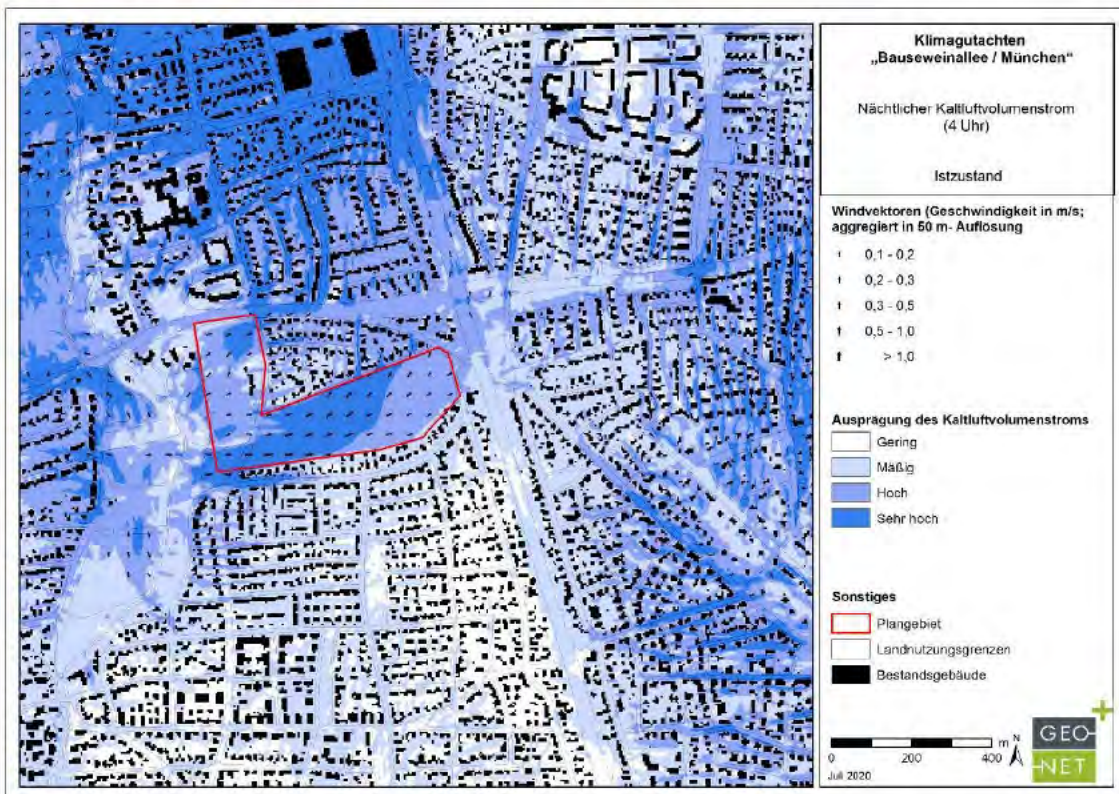 Klimagutachten
„Bauseweinallee / München"
Nächtlicher Kaltluftvolumenstrom
(4 Uhr)
Istzustand
Windvektoren (Geschwindigkeit in m/s;
aggregiert in 50 m- Auflösung
0,1 - 0,2
0,2 - 0,3
0,3 - 0,5
0,5 - 1,0
> 1,0
Ausprägung des Kaltluftvolumenstroms
Gering
Mäßig
Hoch
Sehr hoch
Sonstiges
Plangebiet
Landnutzungsgrenzen
Bestandsgebäude
m N
0 200 400
Juli 2020
GEO-
-NET